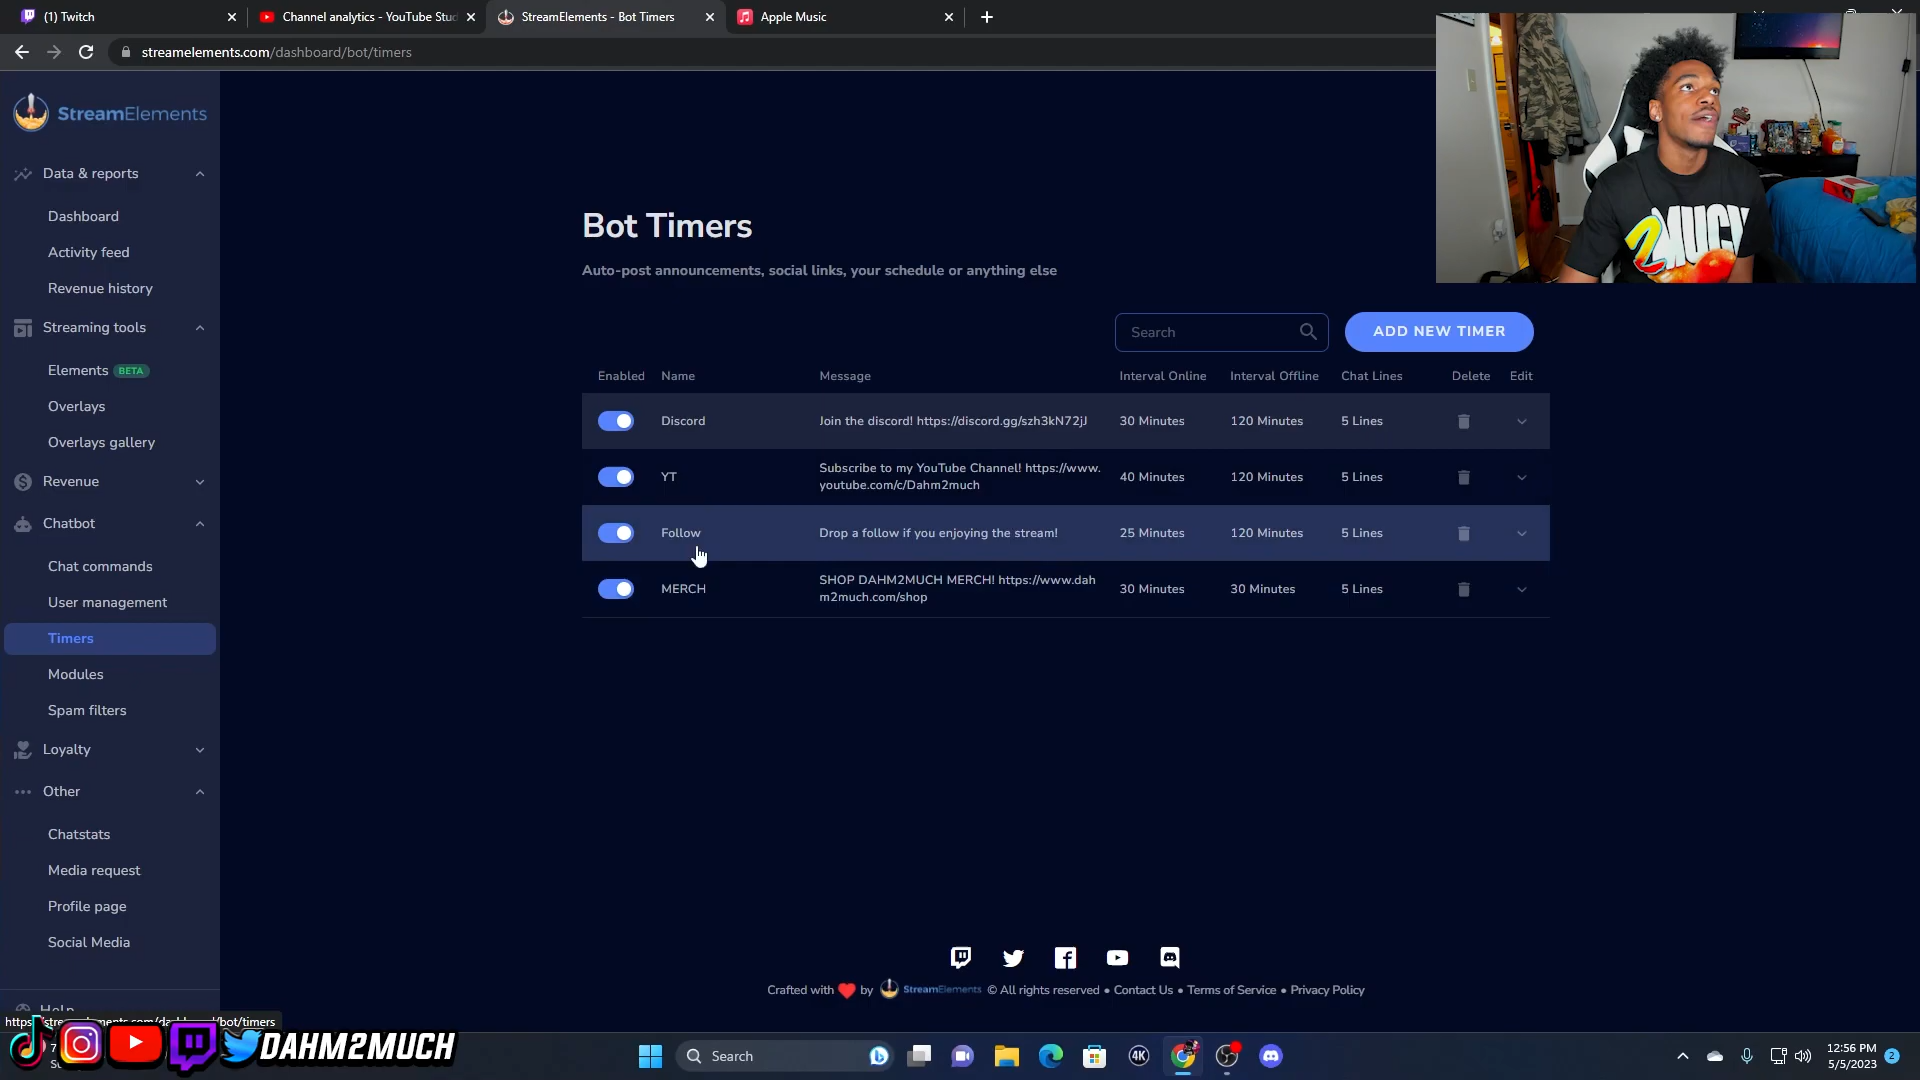 (1) Twitch
Channel analytics - YouTube Stud
StreamElements - Bot Timers
Apple Music
streamelements.com/dashboard/bot/timers
StreamElements
Data & reports
Dashboard
Activity feed
Revenue history
Streaming tools
Elements BETA
Overlays
Overlays gallery
Revenue
Chatbot
Chat commands
User management
Timers
Modules
Spam filters
Loyalty
Other
Chatstats
Media request
Profile page
Social Media
Help
Bot Timers
Auto-post announcements, social links, your schedule or anything else
Search
ADD NEW TIMER
Enabled Name Message Interval Online Interval Offline Chat Lines Delete Edit
Discord Join the discord! https://discord.gg/szh3kN72jJ 30 Minutes 120 Minutes 5 Lines
YT Subscribe to my YouTube Channel! https://www.
youtube.com/c/Dahm2much 40 Minutes 120 Minutes 5 Lines
Follow Drop a follow if you enjoying the stream! 25 Minutes 120 Minutes 5 Lines
MERCH SHOP DAHM2MUCH MERCH! https://www.dah
m2much.com/shop 30 Minutes 30 Minutes 5 Lines
2MUCH
Crafted with by StreamElements © All rights reserved • Contact Us • Terms of Service • Privacy Policy
DAHM2MUCH
Search
4K
12:56 PM
5/5/2023
2